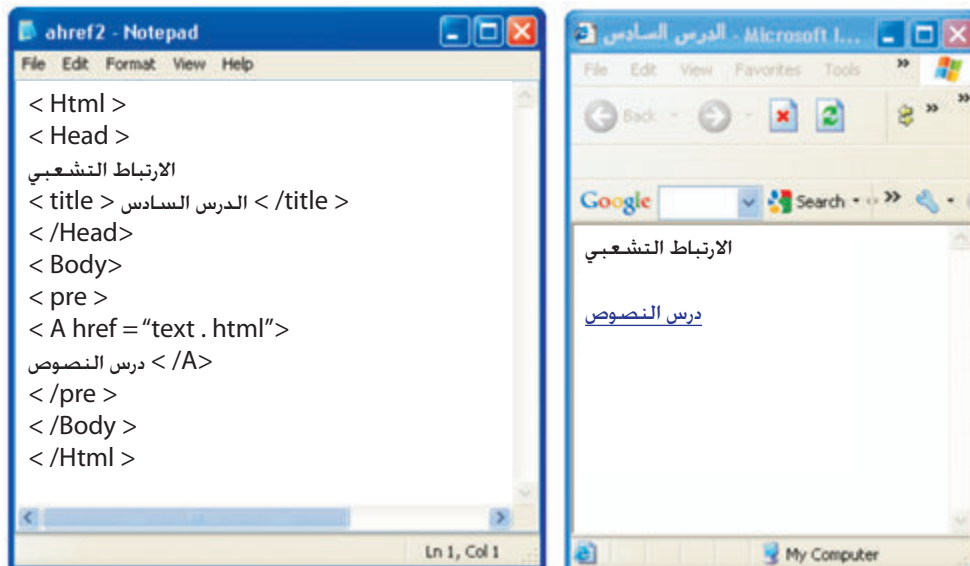 ahref2 - Notepad
File Edit Format View Help
< Html >
< Head >
الارتباط التشعبي
< title > الدرس السادس < /title >
< /Head>
< Body>
< pre >
< A href = “text . html”>
درس النصوص < /A>
< /pre >
< /Body >
< /Html >
Ln 1, Col 1
الدرس السادس - Microsoft I...
File Edit View Favorites Tools »
Back
Google Search
الارتباط التشعبي
درس النصوص
My Computer